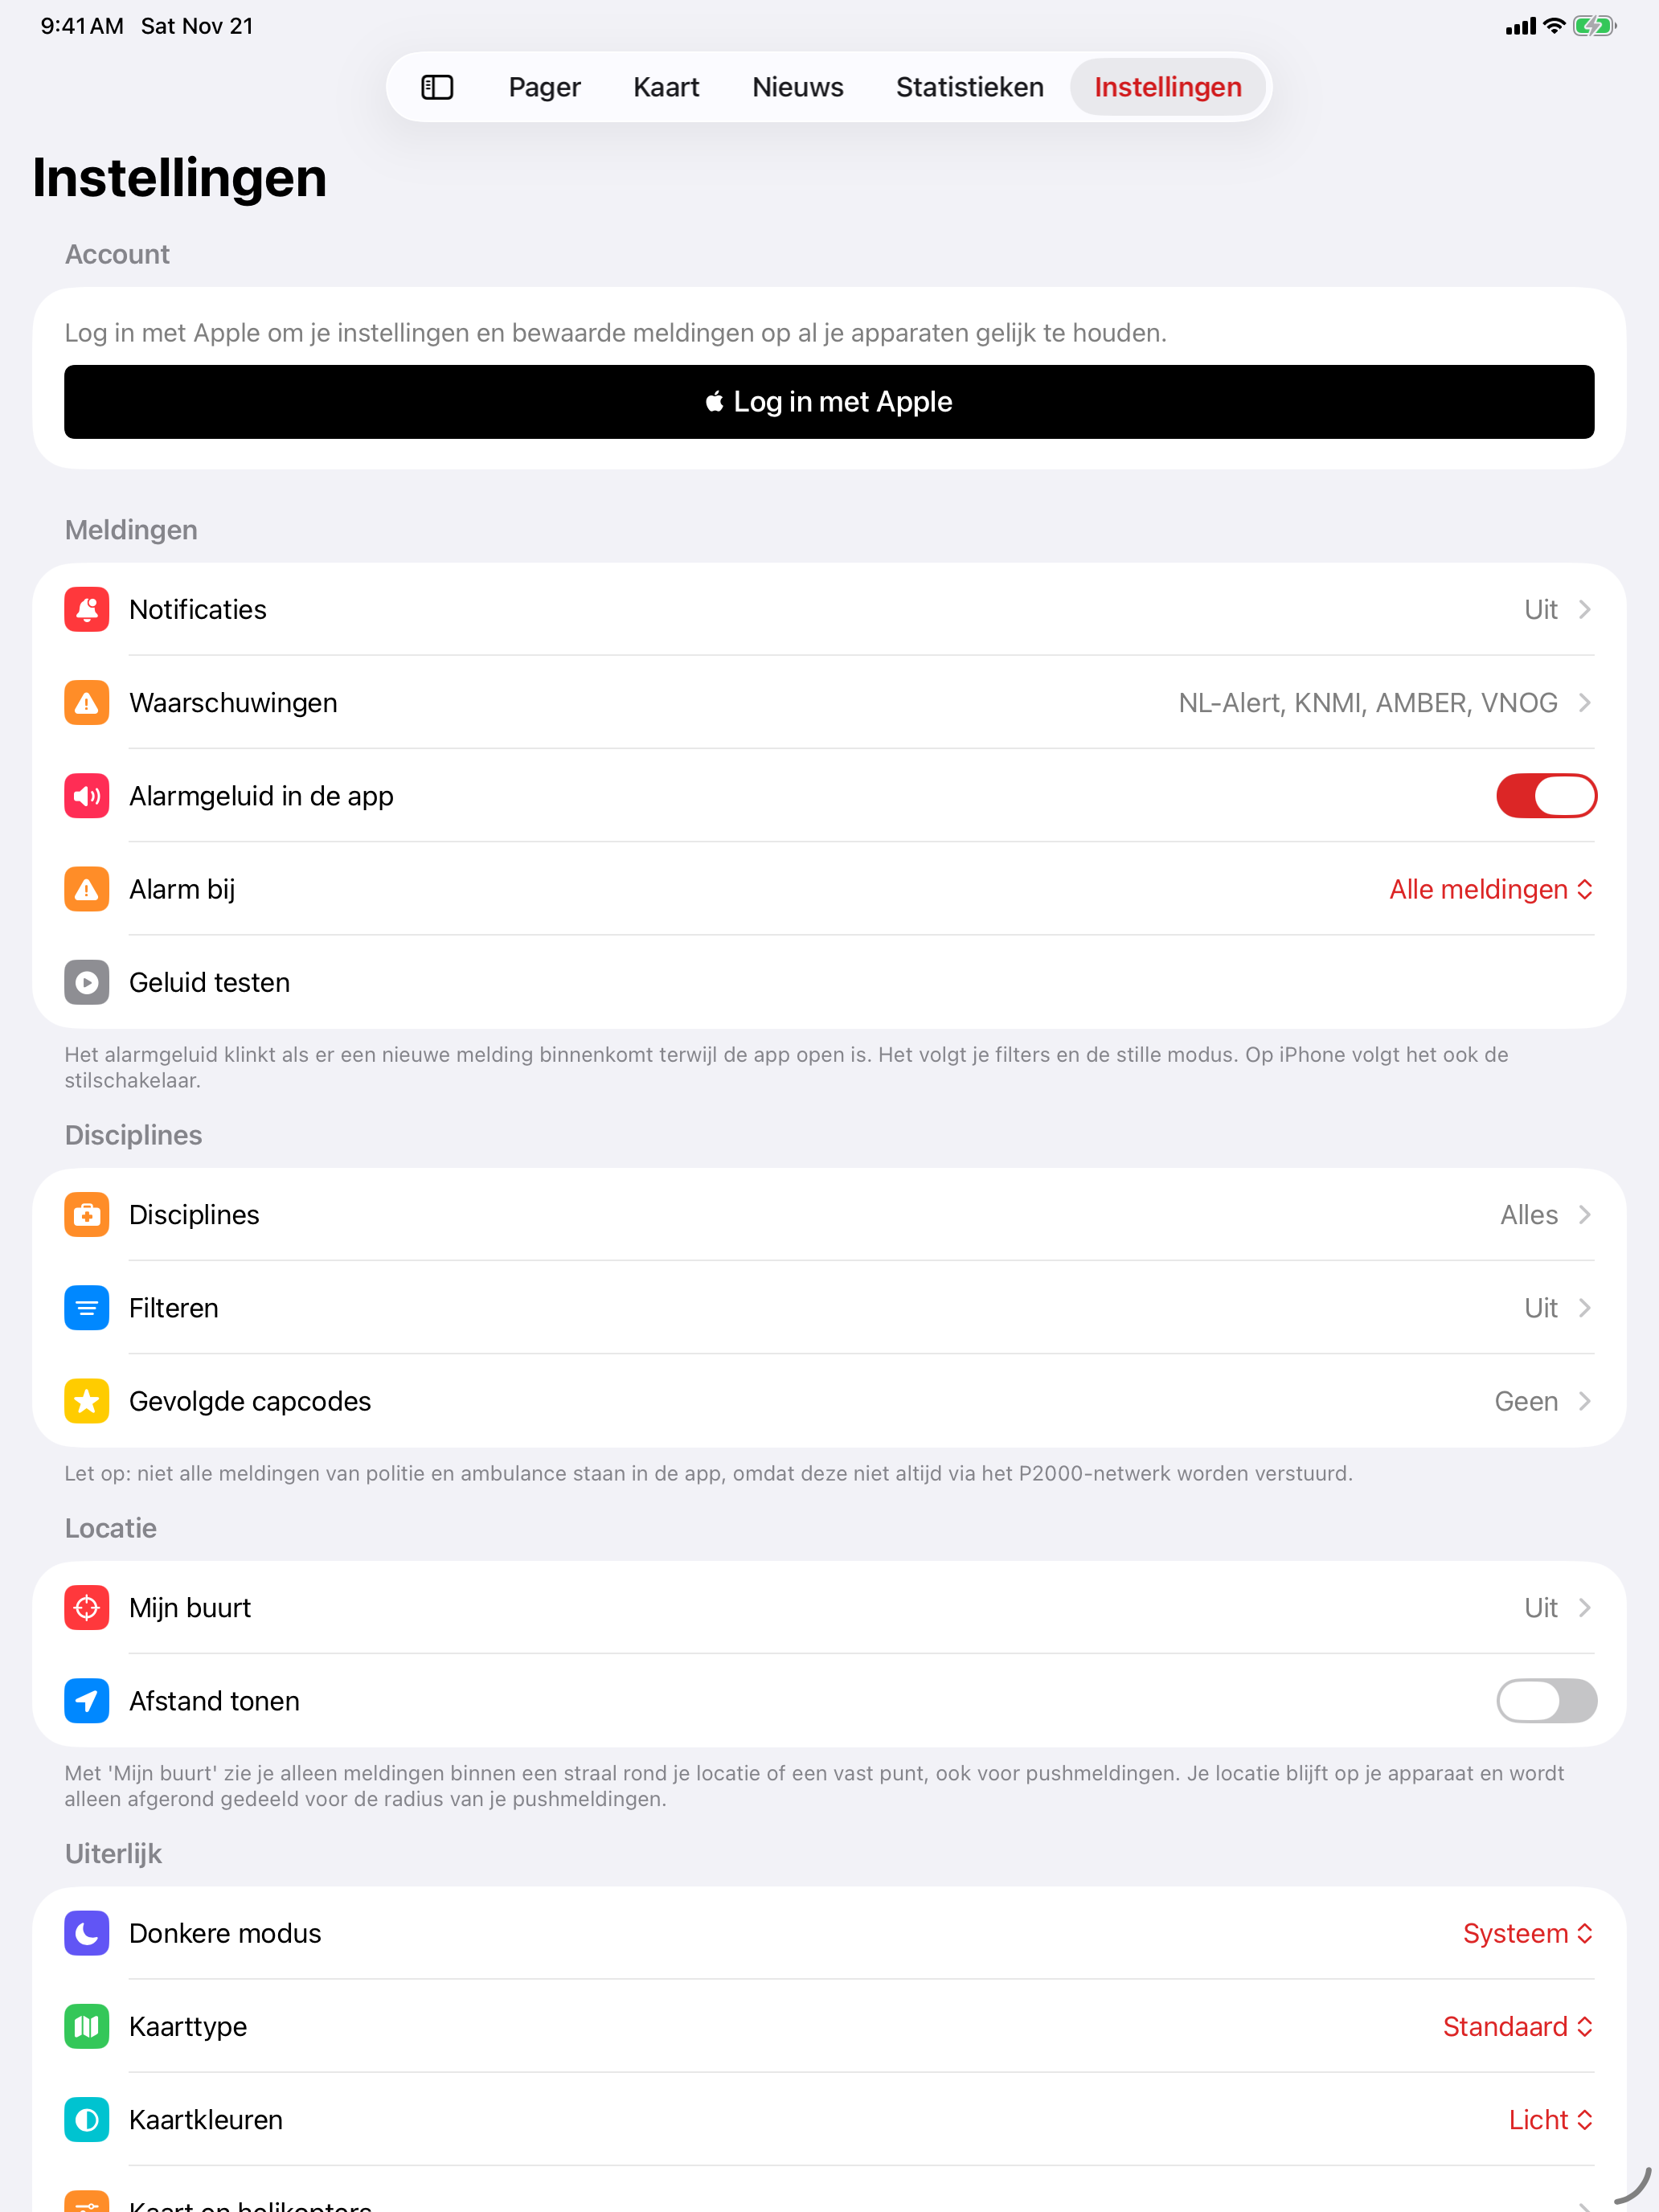 9:41 AM Sat Nov 21
Pager Kaart Nieuws Statistieken Instellingen
Instellingen
Account
Log in met Apple om je instellingen en bewaarde meldingen op al je apparaten gelijk te houden.
Log in met Apple
Meldingen
Notificaties Uit
Waarschuwingen NL-Alert, KNMI, AMBER, VNOG
Alarmgeluid in de app
Alarm bij Alle meldingen
Geluid testen
Het alarmgeluid klinkt als er een nieuwe melding binnenkomt terwijl de app open is. Het volgt je filters en de stille modus. Op iPhone volgt het ook de
stilschakelaar.
Disciplines
Disciplines Alles
Filteren Uit
Gevolgde capcodes Geen
Let op: niet alle meldingen van politie en ambulance staan in de app, omdat deze niet altijd via het P2000-netwerk worden verstuurd.
Locatie
Mijn buurt Uit
Afstand tonen
Met 'Mijn buurt' zie je alleen meldingen binnen een straal rond je locatie of een vast punt, ook voor pushmeldingen. Je locatie blijft op je apparaat en wordt
alleen afgerond gedeeld voor de radius van je pushmeldingen.
Uiterlijk
Donkere modus Systeem
Kaarttype Standaard
Kaartkleuren Licht
Kaart en helikopters